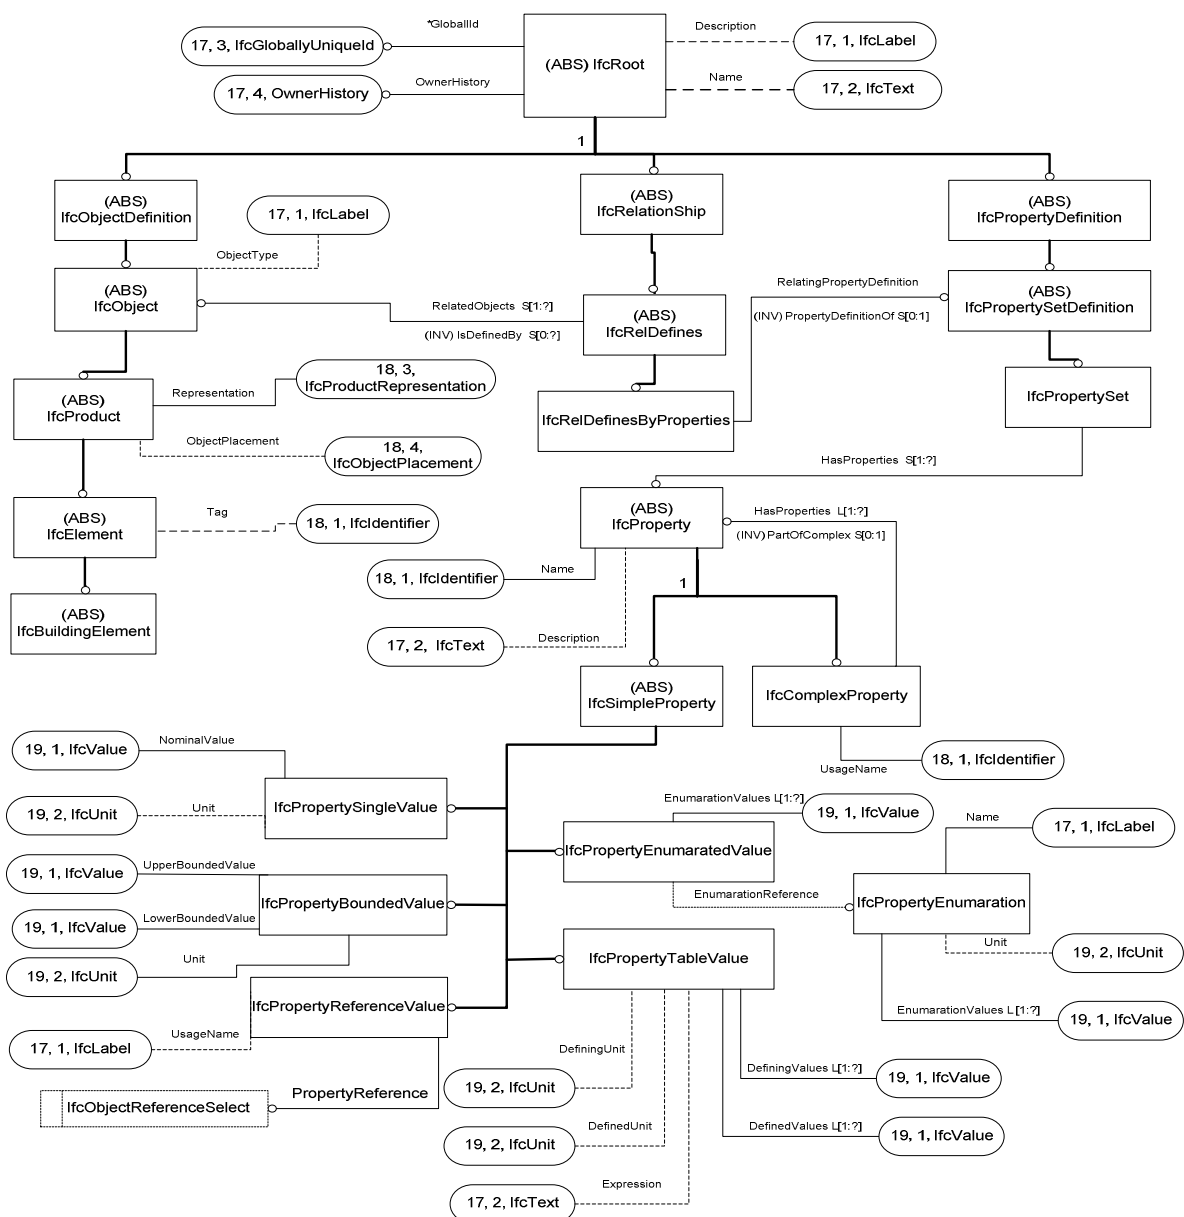 *GlobalId
17, 3, IfcGloballyUniqueId
OwnerHistory
17, 4, OwnerHistory
(ABS) IfcRoot
Description
17, 1, IfcLabel
Name
17, 2, IfcText
1
(ABS)
IfcObjectDefinition
17, 1, IfcLabel
ObjectType
(ABS)
IfcRelationShip
(ABS)
IfcPropertyDefinition
(ABS)
IfcObject
RelatedObjects S[1:?]
(INV) IsDefinedBy S[0:?]
(ABS)
IfcRelDefines
RelatingPropertyDefinition
(INV) PropertyDefinitionOf S[0:1]
(ABS)
IfcPropertySetDefinition
(ABS)
IfcProduct
Representation
18, 3,
IfcProductRepresentation
ObjectPlacement
18, 4,
IfcObjectPlacement
IfcRelDefinesByProperties
IfcPropertySet
HasProperties S[1:?]
(ABS)
IfcElement
Tag
18, 1, IfcIdentifier
(ABS)
IfcProperty
HasProperties L[1:?]
(INV) PartOfComplex S[0:1]
Name
18, 1, IfcIdentifier
1
(ABS)
IfcBuildingElement
Description
17, 2, IfcText
(ABS)
IfcSimpleProperty
IfcComplexProperty
UsageName
18, 1, IfcIdentifier
NominalValue
19, 1, IfcValue
Unit
19, 2, IfcUnit
IfcPropertySingleValue
EnumarationValues L[1:?]
19, 1, IfcValue
IfcPropertyEnumaratedValue
EnumarationReference
Name
17, 1, IfcLabel
IfcPropertyEnumaration
Unit
19, 2, IfcUnit
EnumarationValues L[1:?]
19, 1, IfcValue
UpperBoundedValue
19, 1, IfcValue
LowerBoundedValue
19, 1, IfcValue
Unit
19, 2, IfcUnit
IfcPropertyBoundedValue
IfcPropertyTableValue
IfcPropertyReferenceValue
UsageName
17, 1, IfcLabel
PropertyReference
IfcObjectReferenceSelect
DefiningUnit
19, 2, IfcUnit
DefinedUnit
19, 2, IfcUnit
Expression
17, 2, IfcText
DefiningValues L[1:?]
19, 1, IfcValue
DefinedValues L[1:?]
19, 1, IfcValue